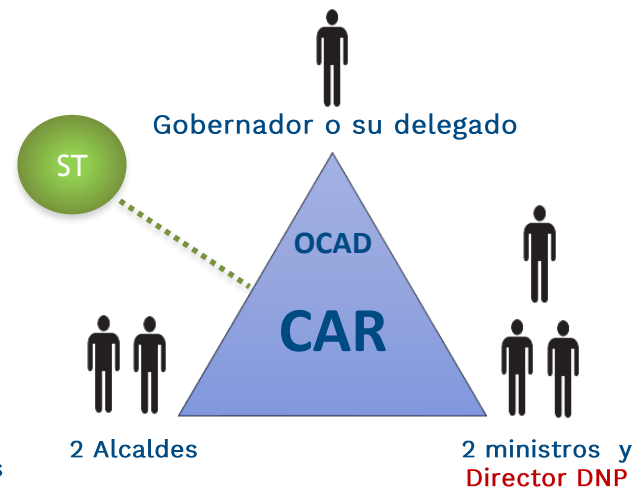 Gobernador o su delegado
ST
OCAD
CAR
2 Alcaldes
2 ministros y
Director DNP
s